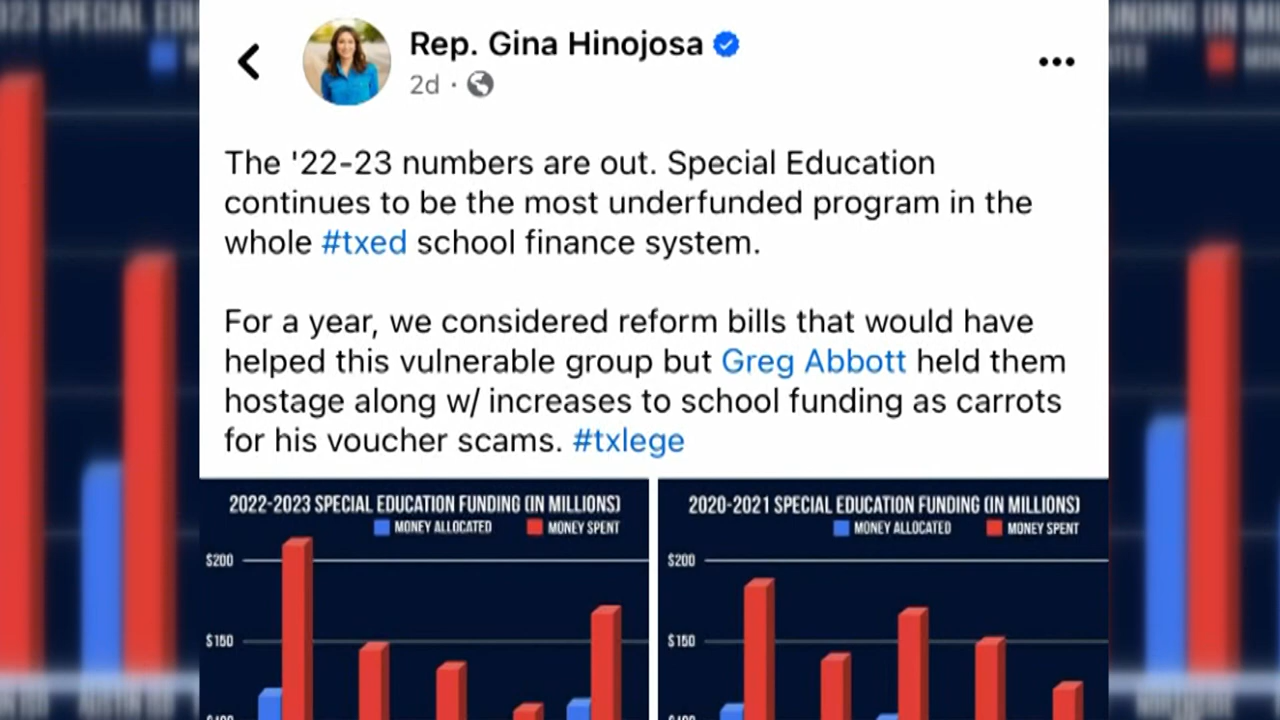 Rep. Gina Hinojosa
2d
The '22-23 numbers are out. Special Education
continues to be the most underfunded program in the
whole #txed school finance system.
For a year, we considered reform bills that would have
helped this vulnerable group but Greg Abbott held them
hostage along w/ increases to school funding as carrots
for his voucher scams. #txlege
2022-2023 SPECIAL EDUCATION FUNDING (IN MILLIONS)
MONEY ALLOCATED MONEY SPENT
$200
$150
2020-2021 SPECIAL EDUCATION FUNDING (IN MILLIONS)
MONEY ALLOCATED MONEY SPENT
$200
$150